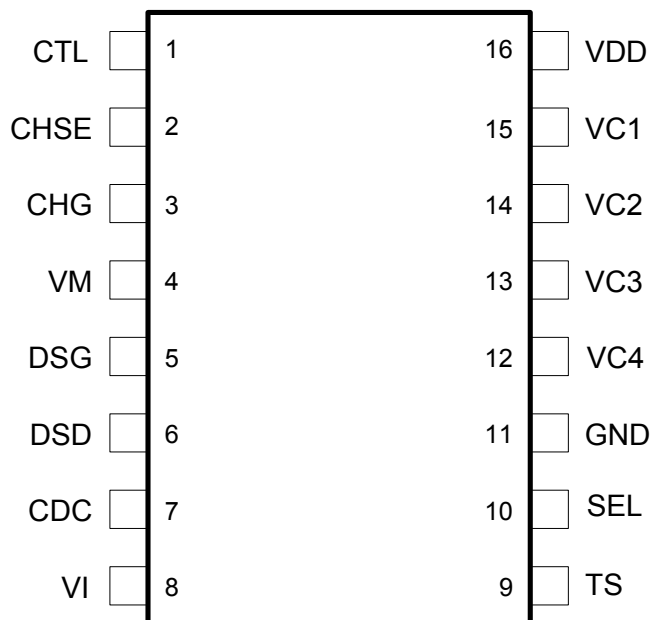 CTL 1 16 VDD
CHSE 2 15 VC1
CHG 3 14 VC2
VM 4 13 VC3
DSG 5 12 VC4
DSD 6 11 GND
CDC 7 10 SEL
VI 8 9 TS